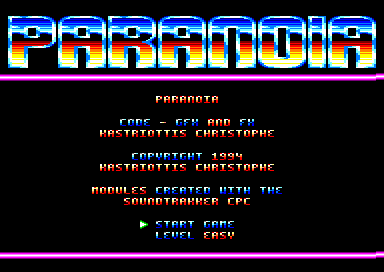 PARANOIA
PARANOIA
CODE - GFX AND FX
KASTRIOTTIS CHRISTOPHE
COPYRIGHT 1994
KASTRIOTTIS CHRISTOPHE
MODULES CREATED WITH THE
SOUNDTRAKKER CPC
START GAME
LEVEL EASY